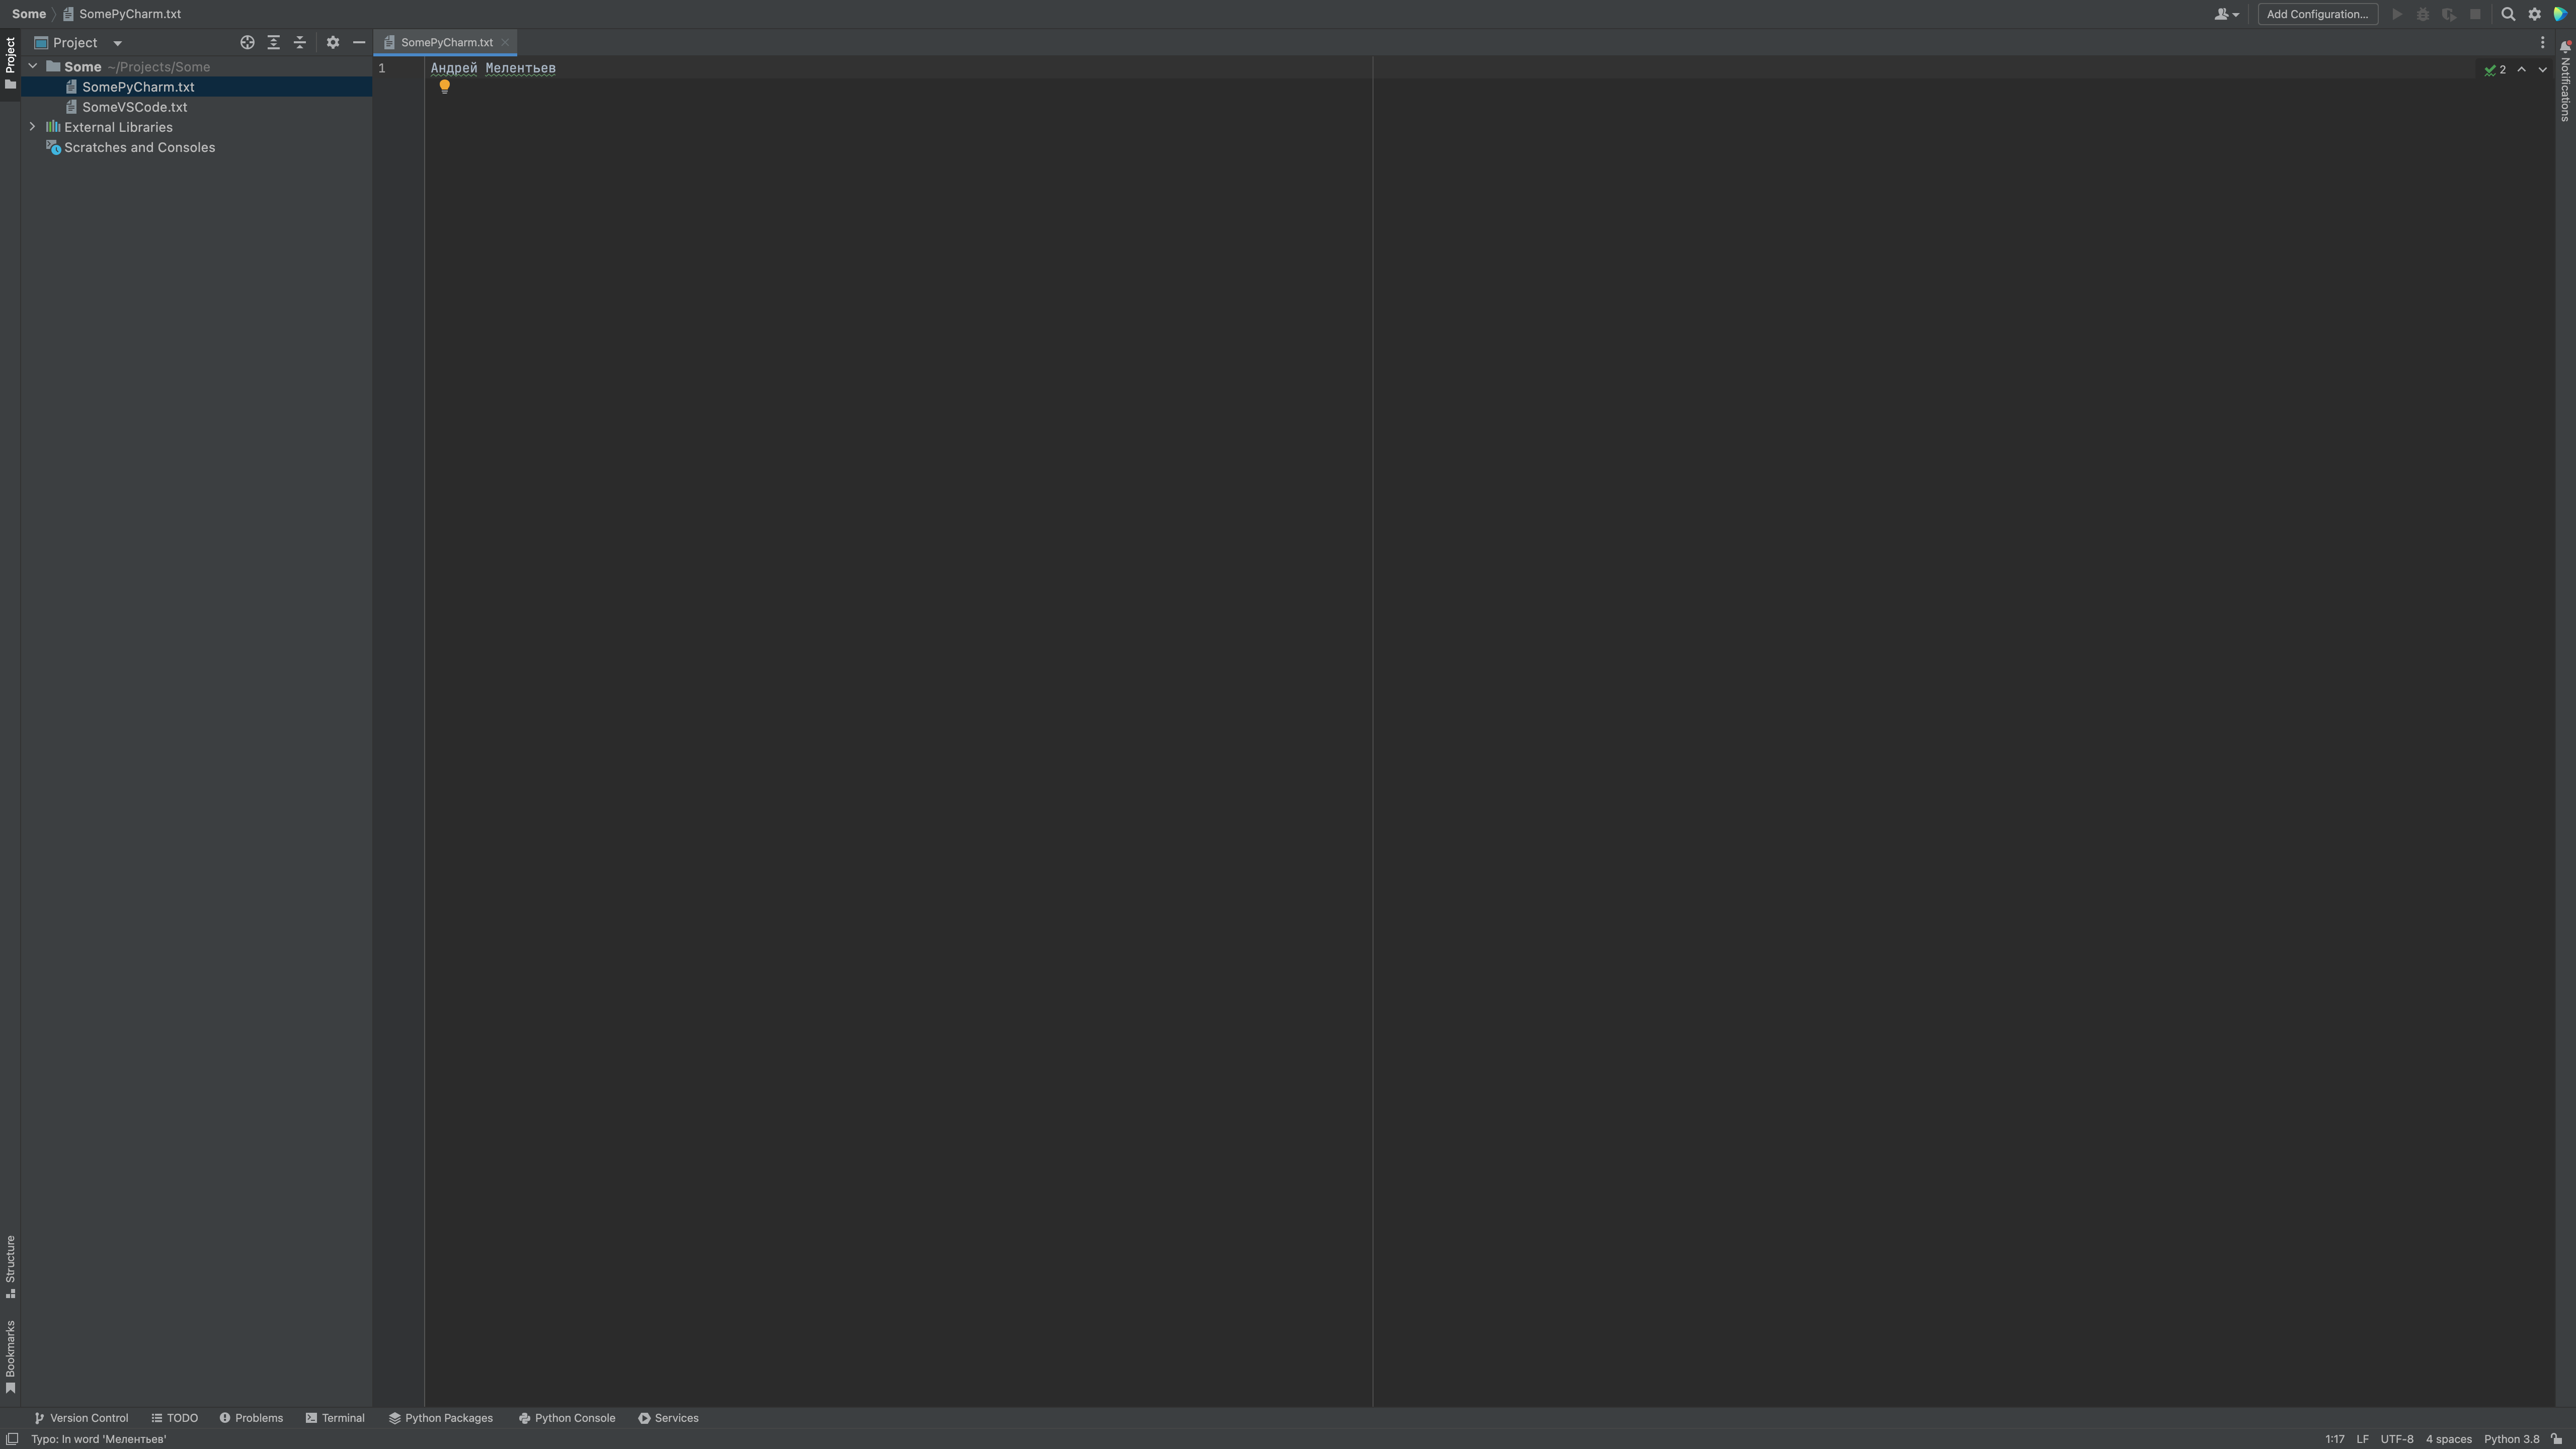 Some SomePyCharm.txt
Add Configuration...
Project
Project
SomePyCharm.txt
Some ~/Projects/Some
SomePyCharm.txt
SomeVSCode.txt
External Libraries
Scratches and Consoles
1 Андрей Мелентьев
2
Notifications
Structure
Bookmarks
Version Control TODO Problems Terminal Python Packages Python Console Services
Typo: In word 'Мелентьев'
1:17 LF UTF-8 4 spaces Python 3.8